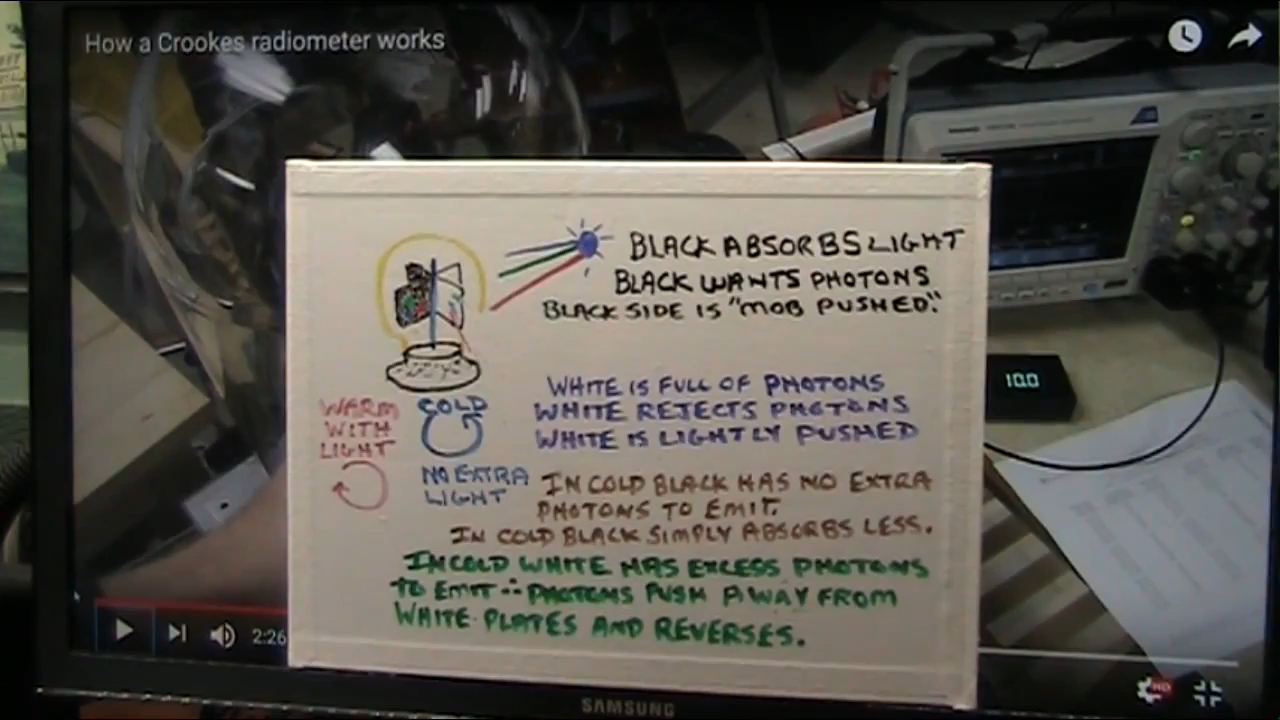 How a Crookes radiometer works
BLACK ABSORBS LIGHT
BLACK WANTS PHOTONS
BLACK SIDE IS "MOB PUSHED."
WHITE IS FULL OF PHOTONS
WHITE REJECTS PHOTONS
WHITE IS LIGHTLY PUSHED
WARM
WITH
LIGHT
COLD
NO EXTRA
LIGHT
IN COLD BLACK HAS NO EXTRA
PHOTONS TO EMIT.
IN COLD BLACK SIMPLY ABSORBS LESS.
IN COLD WHITE HAS EXCESS PHOTONS
TO EMIT ∴ PHOTONS PUSH AWAY FROM
WHITE PLATES AND REVERSES.
10.0
2:26
HD
SAMSUNG